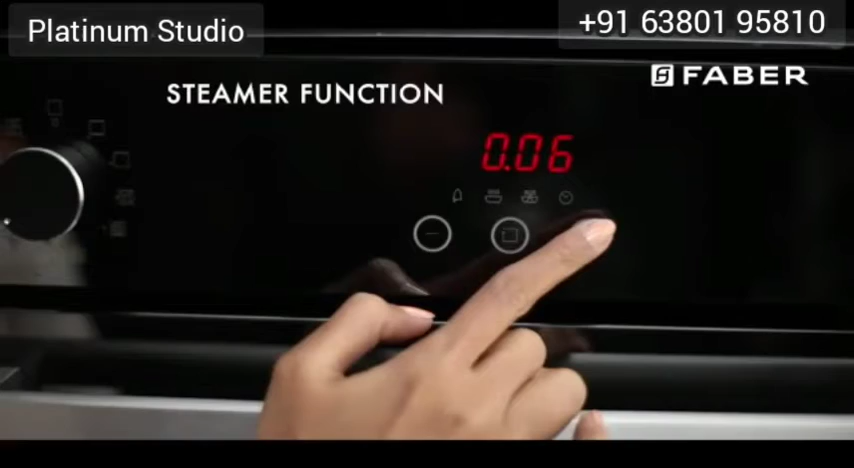 Platinum Studio
+91 63801 95810
FABER
STEAMER FUNCTION
0.06